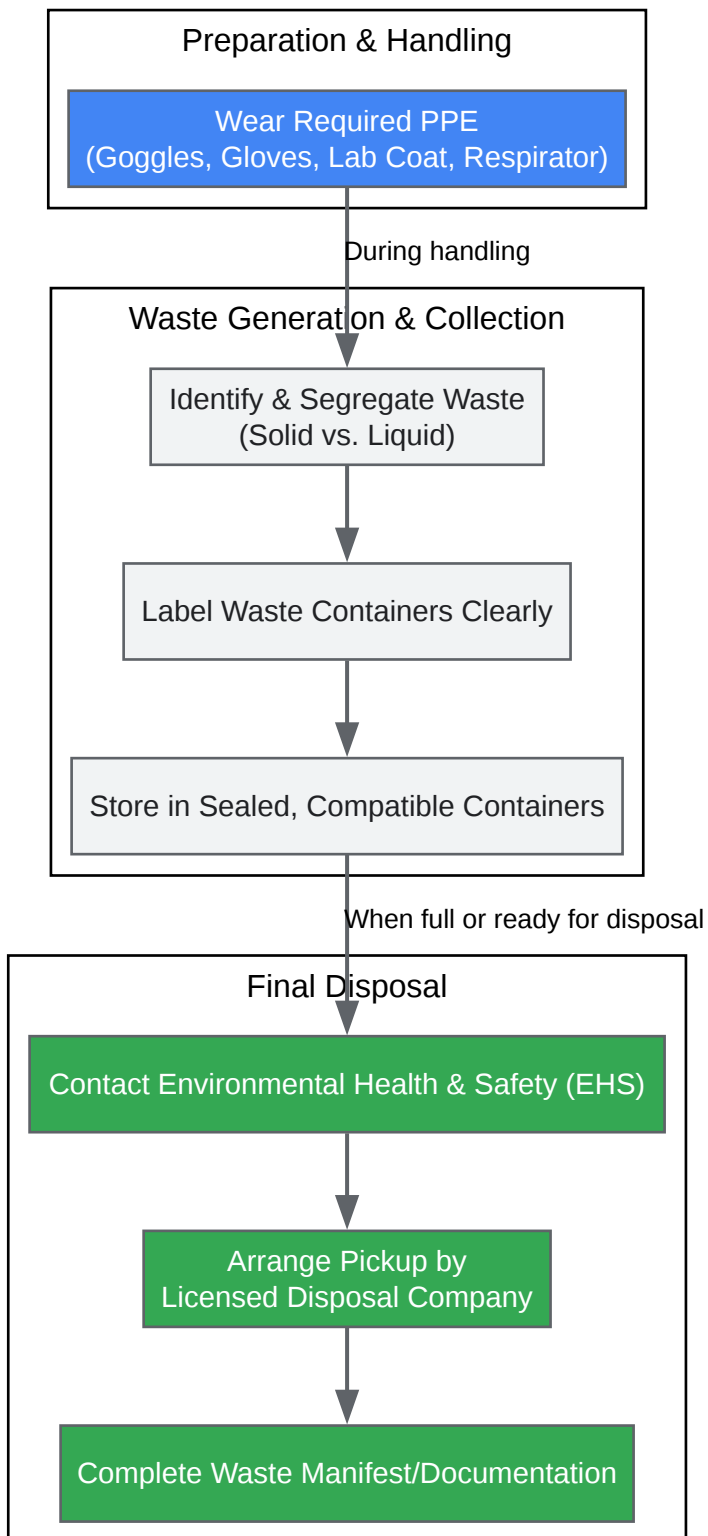 Preparation & Handling
Wear Required PPE
(Goggles, Gloves, Lab Coat, Respirator)
During handling
Waste Generation & Collection
Identify & Segregate Waste
(Solid vs. Liquid)
Label Waste Containers Clearly
Store in Sealed, Compatible Containers
When full or ready for disposal
Final Disposal
Contact Environmental Health & Safety (EHS)
Arrange Pickup by
Licensed Disposal Company
Complete Waste Manifest/Documentation